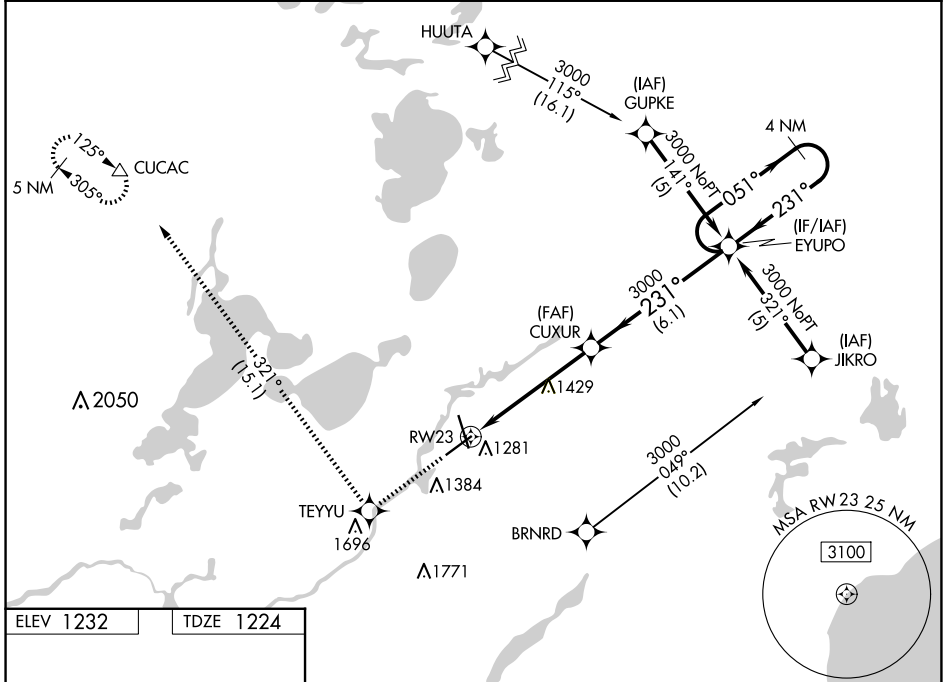 HUUTA
3000
115°
(16.1)
(IAF)
GUPKE
4 NM
3000 NoPT
141°
(5)
051°
231°
(IF/IAF)
EYUPO
125°
305°
5 NM
CUCAC
3000
231°
(6.1)
(FAF)
CUXUR
3000 NoPT
321°
(5)
(IAF)
JIKRO
321°
(15.1)
2050
1429
RW23
1281
1384
TEYYU
1696
1771
3000
049°
(10.2)
BRNRD
MSA RW 23 25 NM
3100
ELEV 1232
TDZE 1224